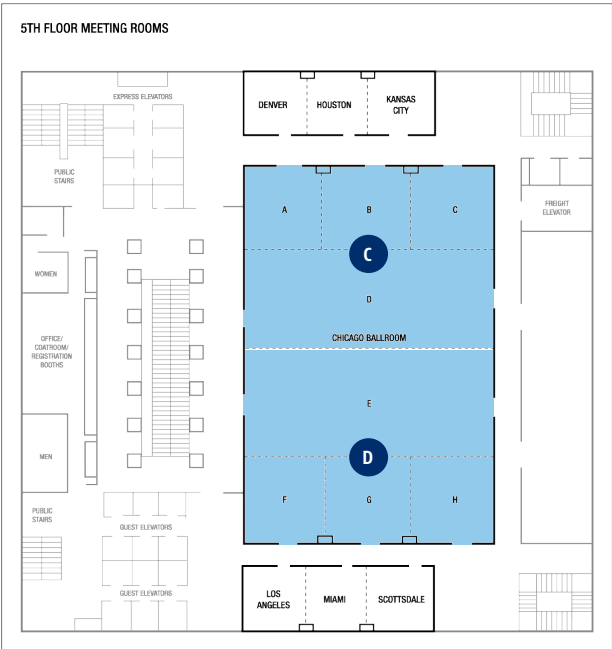 5TH FLOOR MEETING ROOMS
EXPRESS ELEVATORS
DENVER
HOUSTON
KANSAS
CITY
PUBLIC
STAIRS
A
B
C
FREIGHT
ELEVATOR
C
WOMEN
D
OFFICE/
COATROOM/
REGISTRATION
BOOTHS
CHICAGO BALLROOM
E
MEN
D
F
G
H
PUBLIC
STAIRS
GUEST ELEVATORS
GUEST ELEVATORS
LOS
ANGELES
MIAMI
SCOTTSDALE